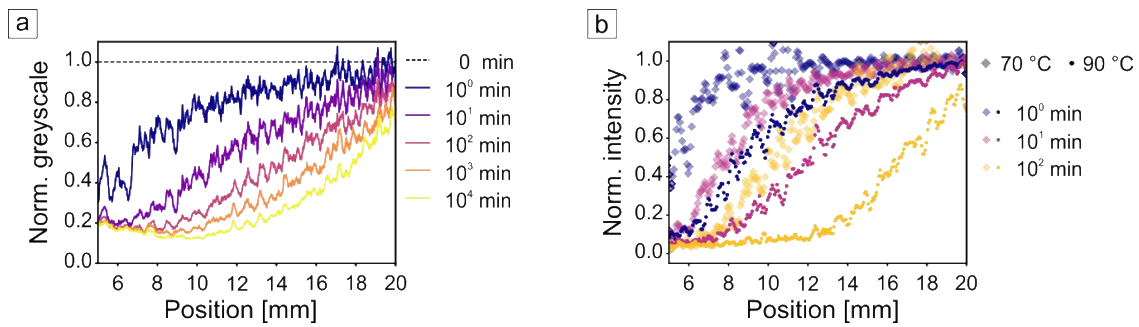 a
Norm. greyscale
1.0
0.8
0.6
0.4
0.2
0.0
6 8 10 12 14 16 18 20
Position [mm]
0 min
10⁰ min
10¹ min
10² min
10³ min
10⁴ min
b
Norm. intensity
1.0
0.8
0.6
0.4
0.2
0.0
6 8 10 12 14 16 18 20
Position [mm]
70 °C 90 °C
10⁰ min
10¹ min
10² min